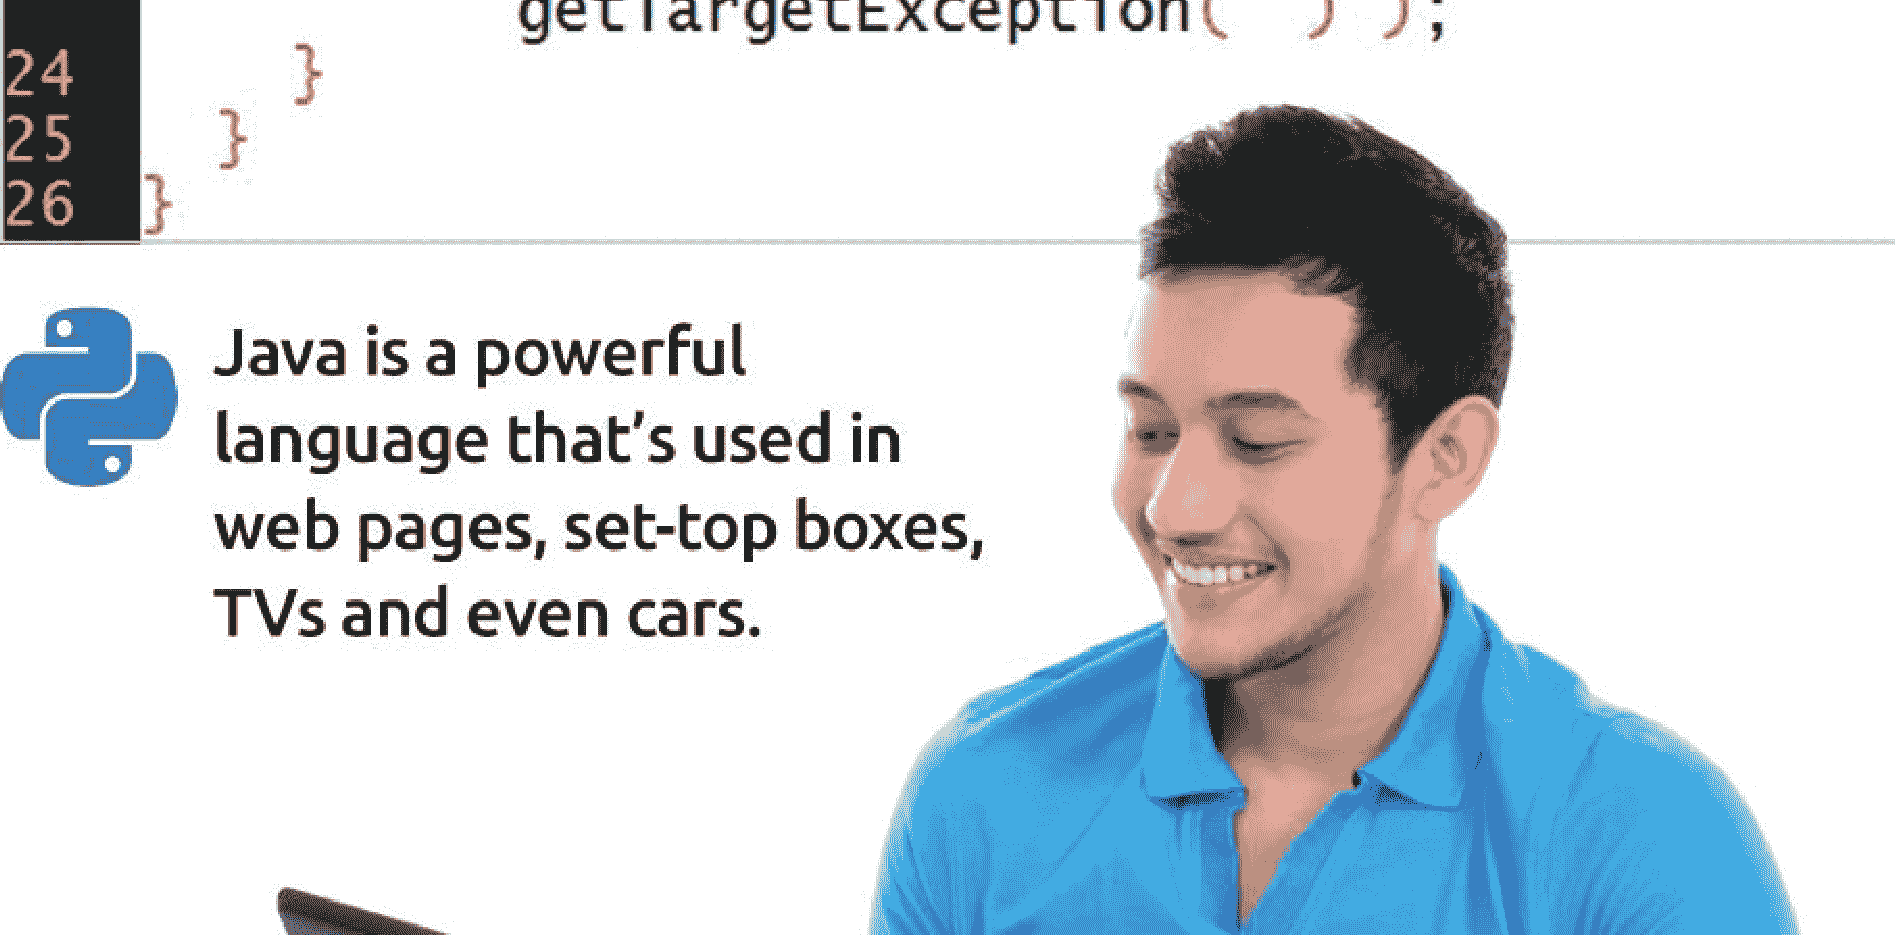 getTargetException( ) );
24 }
25 }
26 }
Java is a powerful
language that’s used in
web pages, set-top boxes,
TVs and even cars.